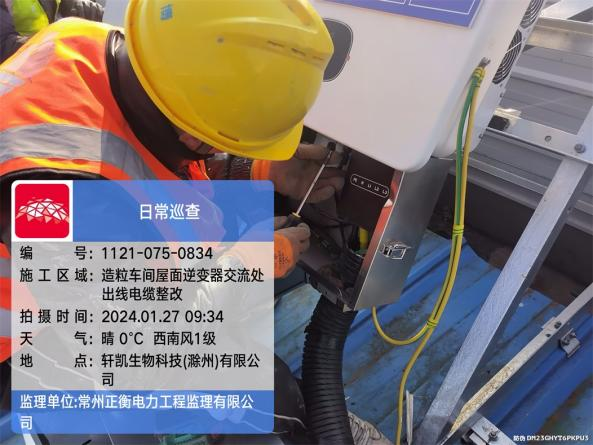 日常巡查
编 号: 1121-075-0834
施工区域: 造粒车间屋面逆变器交流处
出线电缆整改
拍摄时间: 2024.01.27 09:34
天 气: 晴 0℃ 西南风1级
地 点: 轩凯生物科技(滁州)有限公
司
监理单位:常州正衡电力工程监理有限公
司
防伪 DM23GHYT6PKPU3